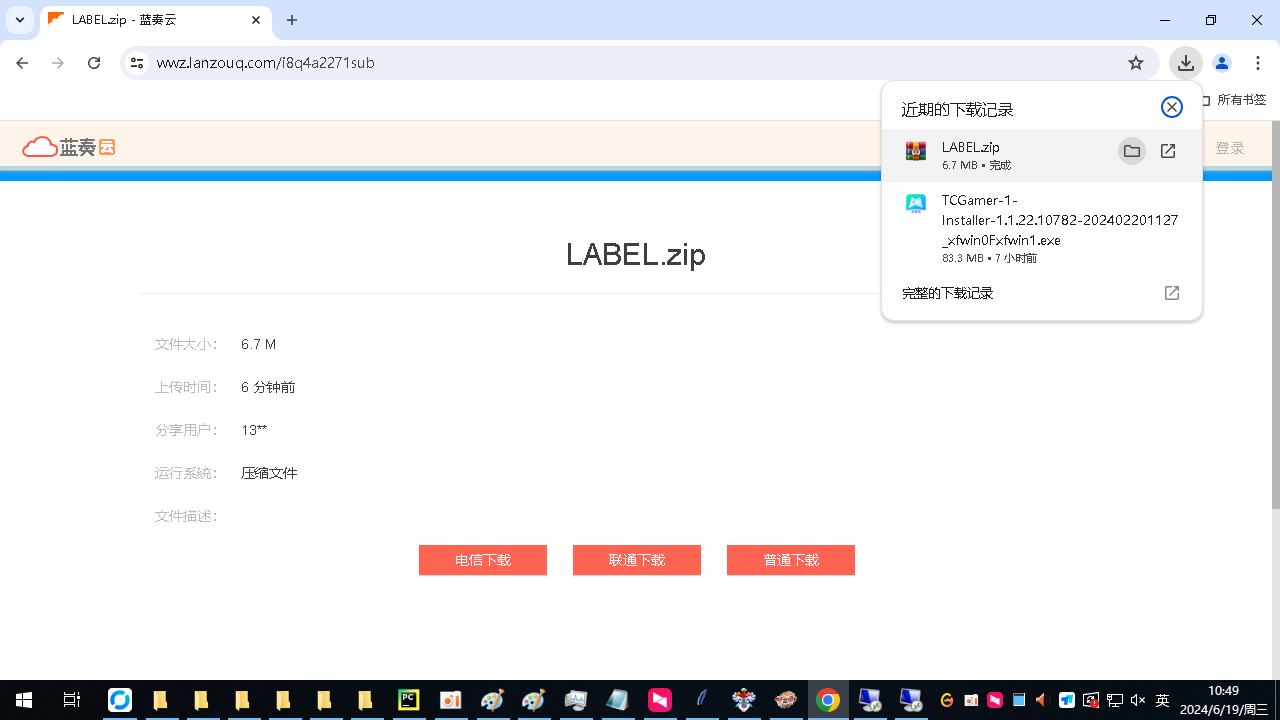 LABEL.zip - 蓝奏云
wwz.lanzouq.com/i8q4a2271sub
所有书签
近期的下载记录
LABEL.zip
6.7 MB • 完成
TCGamer-1-
Installer-1.1.22.10782-202402201127
_xfwin0Fxfwin1.exe
83.3 MB • 7 小时前
完整的下载记录
蓝奏云
登录
LABEL.zip
文件大小： 6.7 M
上传时间： 6 分钟前
分享用户： 13**
运行系统： 压缩文件
文件描述：
电信下载 联通下载 普通下载
PC
英
10:49
2024/6/19/周三